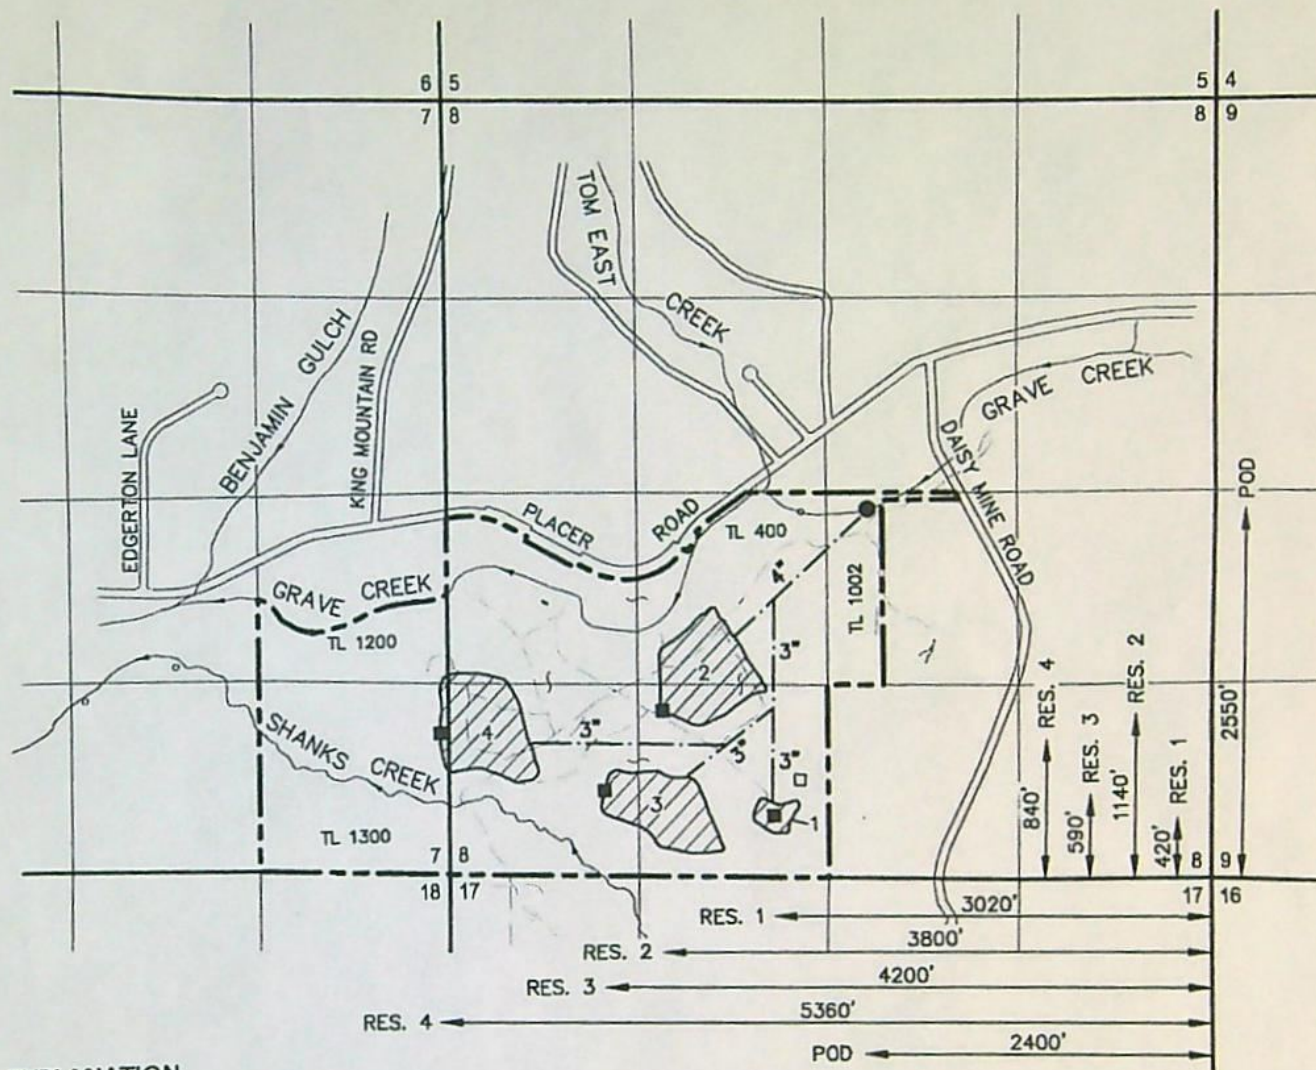 6 5
7 8
5 4
8 9
TOM EAST
CREEK
BENJAMIN GULCH
KING MOUNTAIN RD
EDGERTON LANE
GRAVE CREEK
DAISY MINE ROAD
PLACER ROAD
TL 400
POD
GRAVE CREEK
TL 1200
4"
TL 1002
3"
2
SHANKS CREEK
4
3"
3"
3"
3
1
TL 1300
840' RES. 4
590' RES. 3
1140' RES. 2
420' RES. 1
2550'
7 8
18 17
8 9
17 16
RES. 1 3020'
RES. 2 3800'
RES. 3 4200'
RES. 4 5360'
POD 2400'